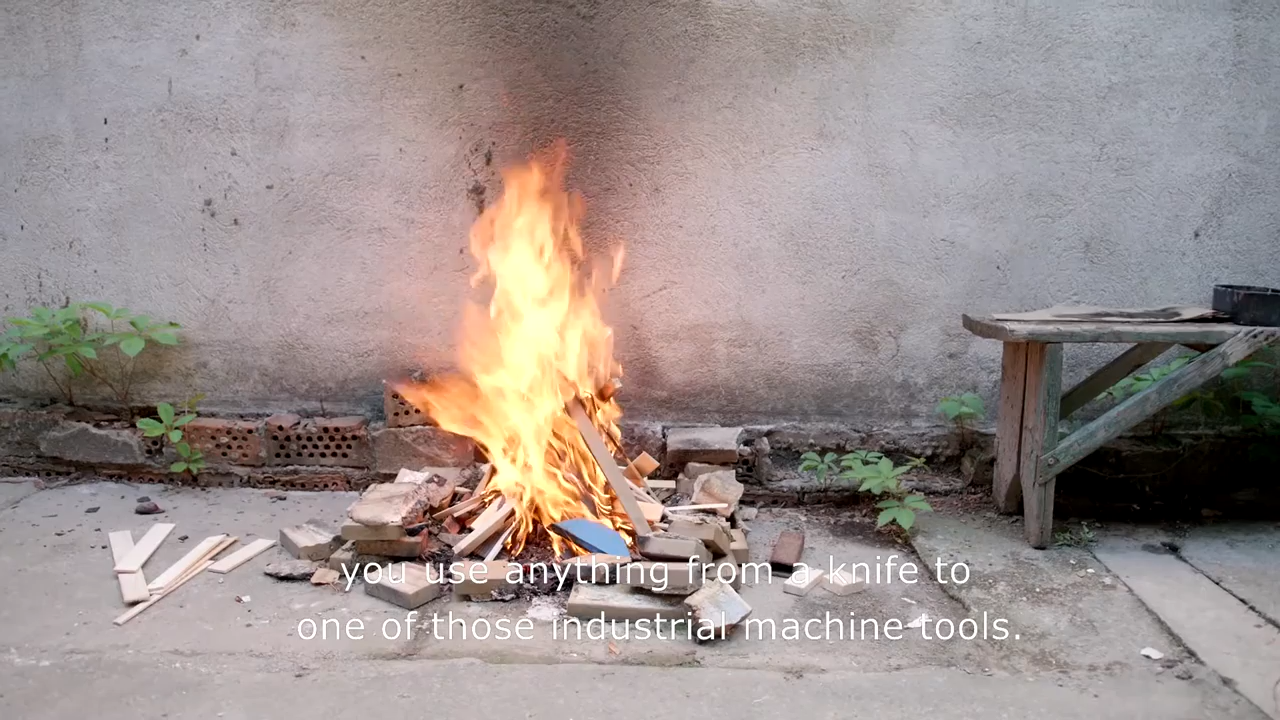 you use anything from a knife to
one of those industrial machine tools.